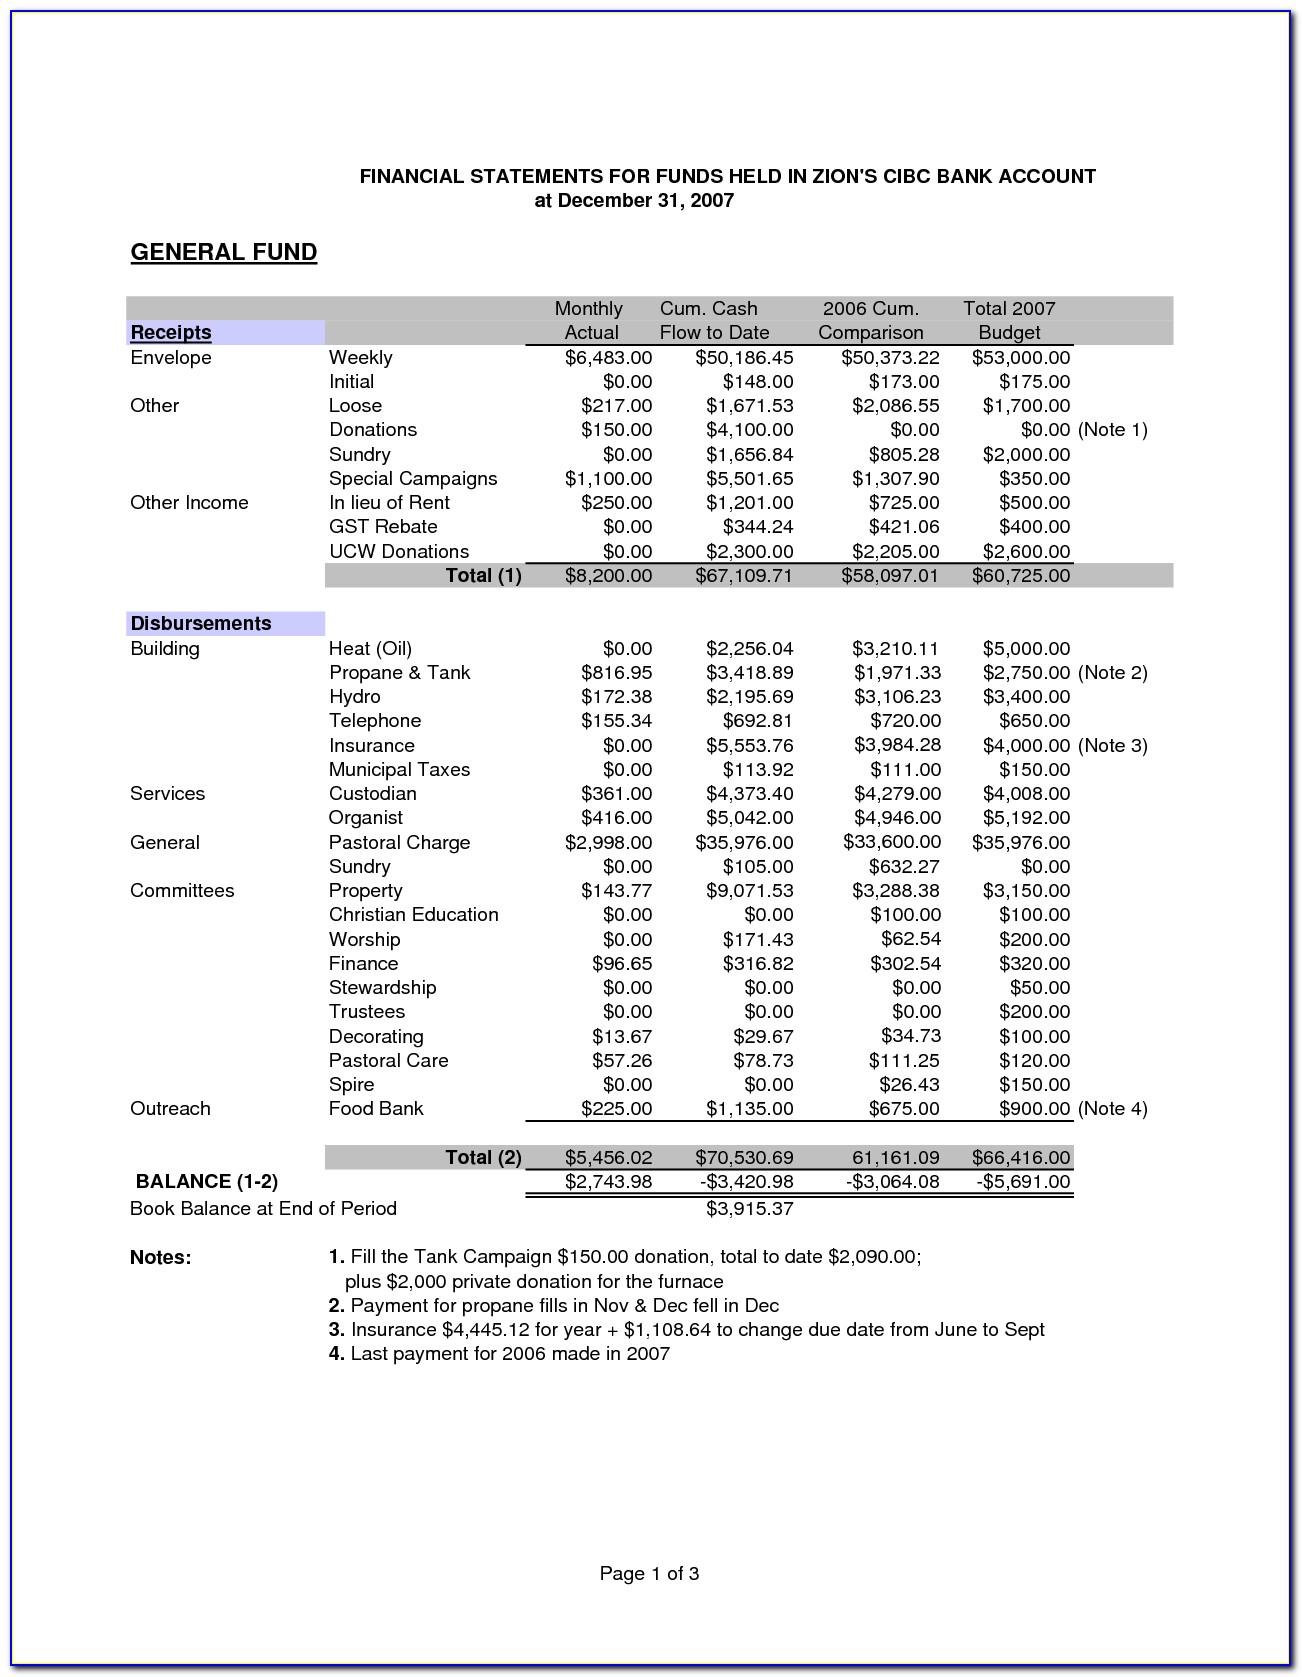 FINANCIAL STATEMENTS FOR FUNDS HELD IN ZION'S CIBC BANK ACCOUNT
at December 31, 2007
GENERAL FUND
Monthly Cum. Cash 2006 Cum. Total 2007
Receipts Actual Flow to Date Comparison Budget
Envelope Weekly $6,483.00 $50,186.45 $50,373.22 $53,000.00
Initial $0.00 $148.00 $173.00 $175.00
Other Loose $217.00 $1,671.53 $2,086.55 $1,700.00
Donations $150.00 $4,100.00 $0.00 $0.00 (Note 1)
Sundry $0.00 $1,656.84 $805.28 $2,000.00
Special Campaigns $1,100.00 $5,501.65 $1,307.90 $350.00
Other Income In lieu of Rent $250.00 $1,201.00 $725.00 $500.00
GST Rebate $0.00 $344.24 $421.06 $400.00
UCW Donations $0.00 $2,300.00 $2,205.00 $2,600.00
Total (1) $8,200.00 $67,109.71 $58,097.01 $60,725.00
Disbursements
Building Heat (Oil) $0.00 $2,256.04 $3,210.11 $5,000.00
Propane & Tank $816.95 $3,418.89 $1,971.33 $2,750.00 (Note 2)
Hydro $172.38 $2,195.69 $3,106.23 $3,400.00
Telephone $155.34 $692.81 $720.00 $650.00
Insurance $0.00 $5,553.76 $3,984.28 $4,000.00 (Note 3)
Municipal Taxes $0.00 $113.92 $111.00 $150.00
Services Custodian $361.00 $4,373.40 $4,279.00 $4,008.00
Organist $416.00 $5,042.00 $4,946.00 $5,192.00
General Pastoral Charge $2,998.00 $35,976.00 $33,600.00 $35,976.00
Sundry $0.00 $105.00 $632.27 $0.00
Committees Property $143.77 $9,071.53 $3,288.38 $3,150.00
Christian Education $0.00 $0.00 $100.00 $100.00
Worship $0.00 $171.43 $62.54 $200.00
Finance $96.65 $316.82 $302.54 $320.00
Stewardship $0.00 $0.00 $0.00 $50.00
Trustees $0.00 $0.00 $0.00 $200.00
Decorating $13.67 $29.67 $34.73 $100.00
Pastoral Care $57.26 $78.73 $111.25 $120.00
Spire $0.00 $0.00 $26.43 $150.00
Outreach Food Bank $225.00 $1,135.00 $675.00 $900.00 (Note 4)
Total (2) $5,456.02 $70,530.69 61,161.09 $66,416.00
BALANCE (1-2) $2,743.98 -$3,420.98 -$3,064.08 -$5,691.00
Book Balance at End of Period $3,915.37
Notes: 1. Fill the Tank Campaign $150.00 donation, total to date $2,090.00;
plus $2,000 private donation for the furnace
2. Payment for propane fills in Nov & Dec fell in Dec
3. Insurance $4,445.12 for year + $1,108.64 to change due date from June to Sept
4. Last payment for 2006 made in 2007
Page 1 of 3